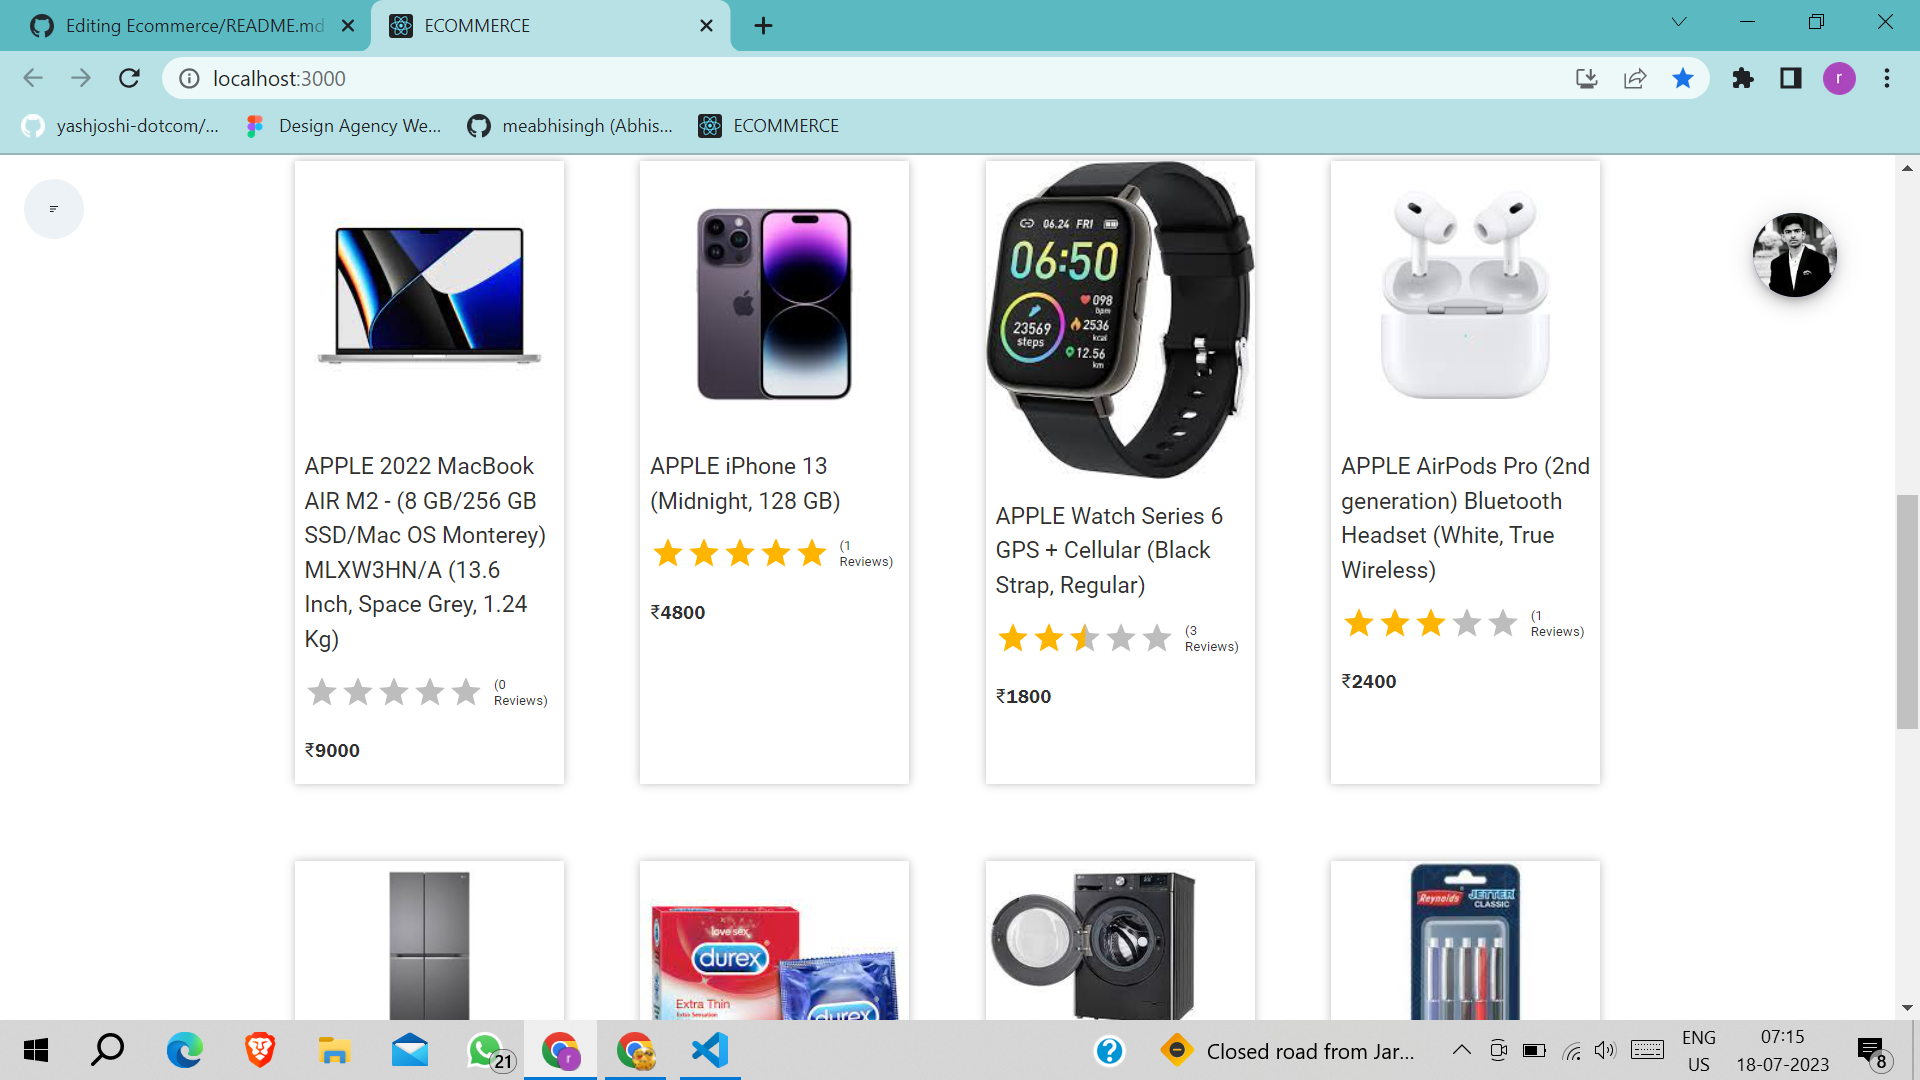 Editing Ecommerce/README.md
ECOMMERCE
localhost:3000
r
yashjoshi-dotcom/...
Design Agency We...
meabhisingh (Abhis...
ECOMMERCE
06.24 FRI
06:50
098
bpm
23569
steps
2536
kcal
12.56
km
APPLE 2022 MacBook
AIR M2 - (8 GB/256 GB
SSD/Mac OS Monterey)
MLXW3HN/A (13.6
Inch, Space Grey, 1.24
Kg)
(0
Reviews)
₹9000
APPLE iPhone 13
(Midnight, 128 GB)
(1
Reviews)
₹4800
APPLE Watch Series 6
GPS + Cellular (Black
Strap, Regular)
(3
Reviews)
₹1800
APPLE AirPods Pro (2nd
generation) Bluetooth
Headset (White, True
Wireless)
(1
Reviews)
₹2400
love sex
durex
Extra Thin
Extra Sensation
durex
Reynolds
JETTER
CLASSIC
21
r
Closed road from Jar...
ENG
US
07:15
18-07-2023
8